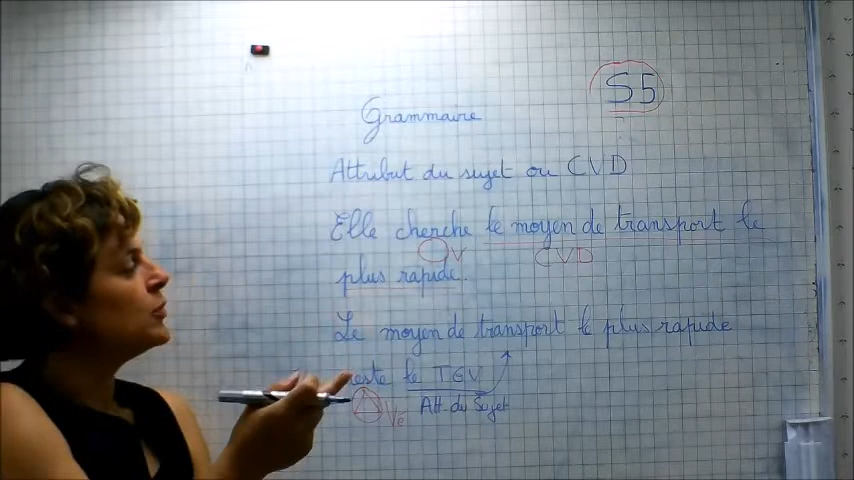 S5
Grammaire
Attribut du sujet ou CVD
Elle cherche le moyen de transport le
V CVD
plus rapide.
Le moyen de transport le plus rapide
reste le TGV
Vé Att. du Sujet